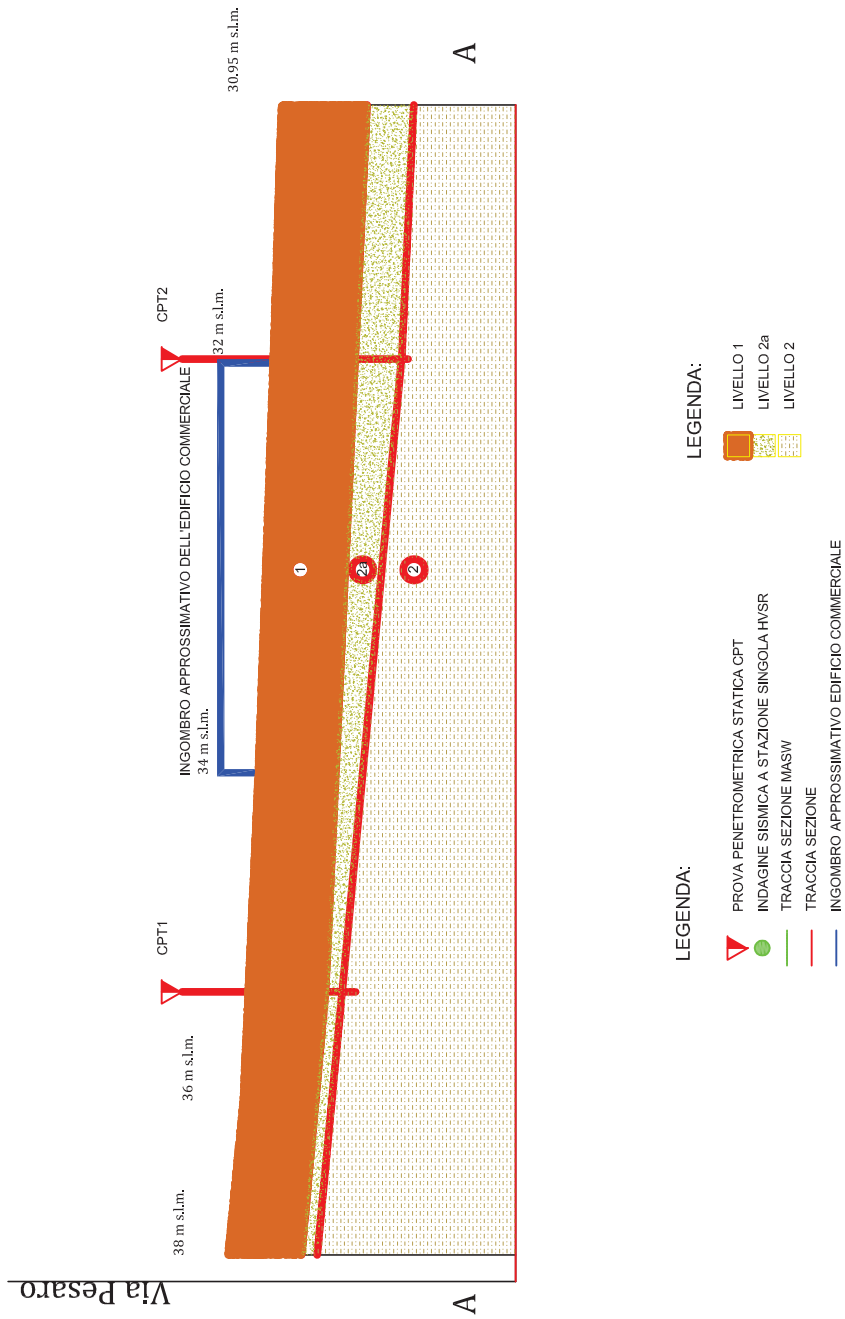 Via Pesaro
A
38 m s.l.m.
36 m s.l.m.
CPT1
34 m s.l.m.
INGOMBRO APPROSSIMATIVO DELL'EDIFICIO COMMERCIALE
32 m s.l.m.
CPT2
30.95 m s.l.m.
A
1
2a
2
LEGENDA:
PROVA PENETROMETRICA STATICA CPT
INDAGINE SISMICA A STAZIONE SINGOLA HVSR
TRACCIA SEZIONE MASW
TRACCIA SEZIONE
INGOMBRO APPROSSIMATIVO EDIFICIO COMMERCIALE
LEGENDA:
LIVELLO 1
LIVELLO 2a
LIVELLO 2